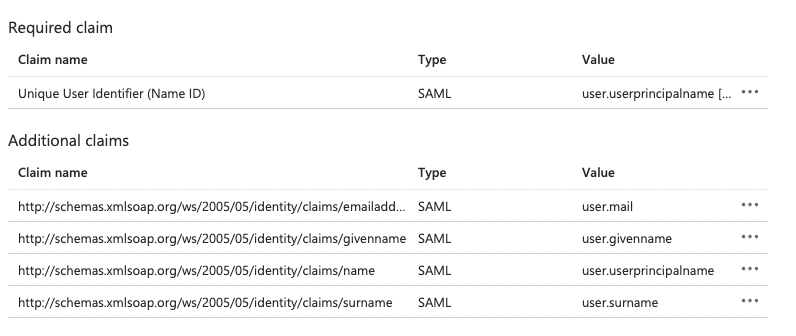 Required claim
Claim name Type Value
Unique User Identifier (Name ID) SAML user.userprincipalname [... •••
Additional claims
Claim name Type Value
http://schemas.xmlsoap.org/ws/2005/05/identity/claims/emailadd... SAML user.mail •••
http://schemas.xmlsoap.org/ws/2005/05/identity/claims/givenname SAML user.givenname •••
http://schemas.xmlsoap.org/ws/2005/05/identity/claims/name SAML user.userprincipalname •••
http://schemas.xmlsoap.org/ws/2005/05/identity/claims/surname SAML user.surname •••